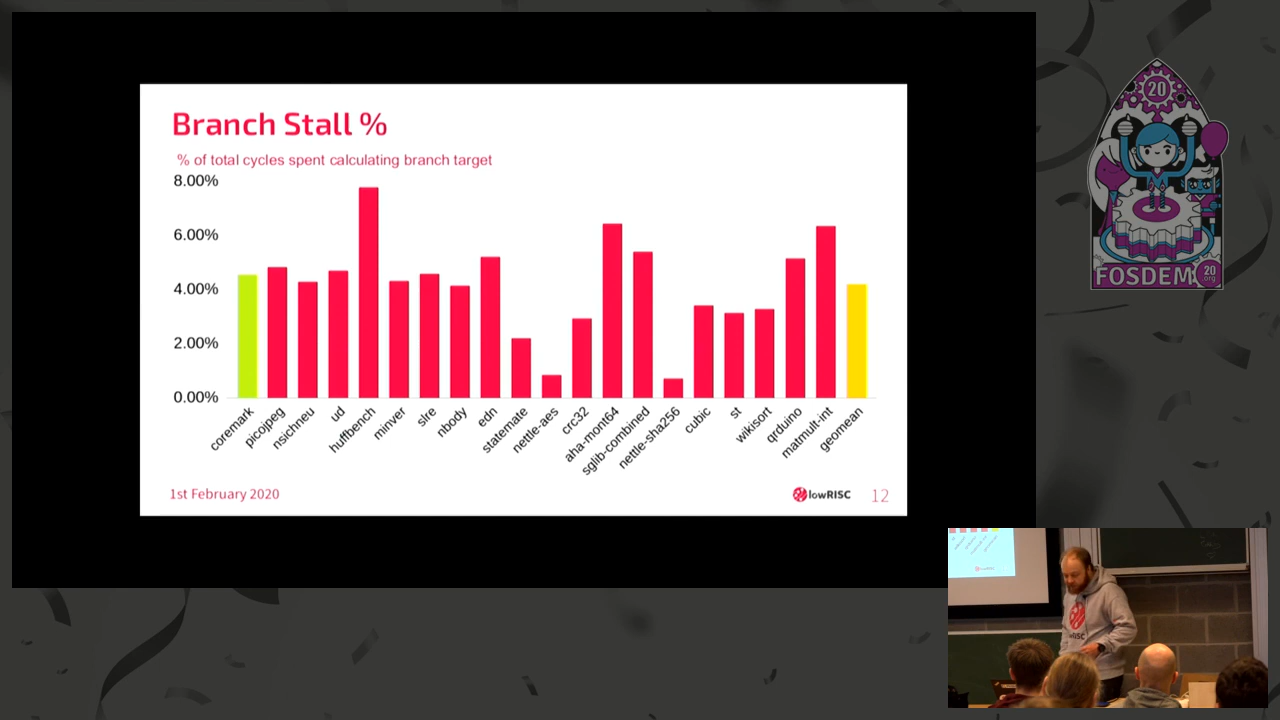 Branch Stall %
% of total cycles spent calculating branch target
8.00%
6.00%
4.00%
2.00%
0.00%
coremark
picojpeg
nsichneu
ud
huffbench
minver
slre
nbody
edn
statemate
nettle-aes
crc32
aha-mont64
sglib-combined
nettle-sha256
cubic
st
wikisort
qrduino
matmult-int
geomean
1st February 2020
lowRISC
12
20
FOSDEM
20
org